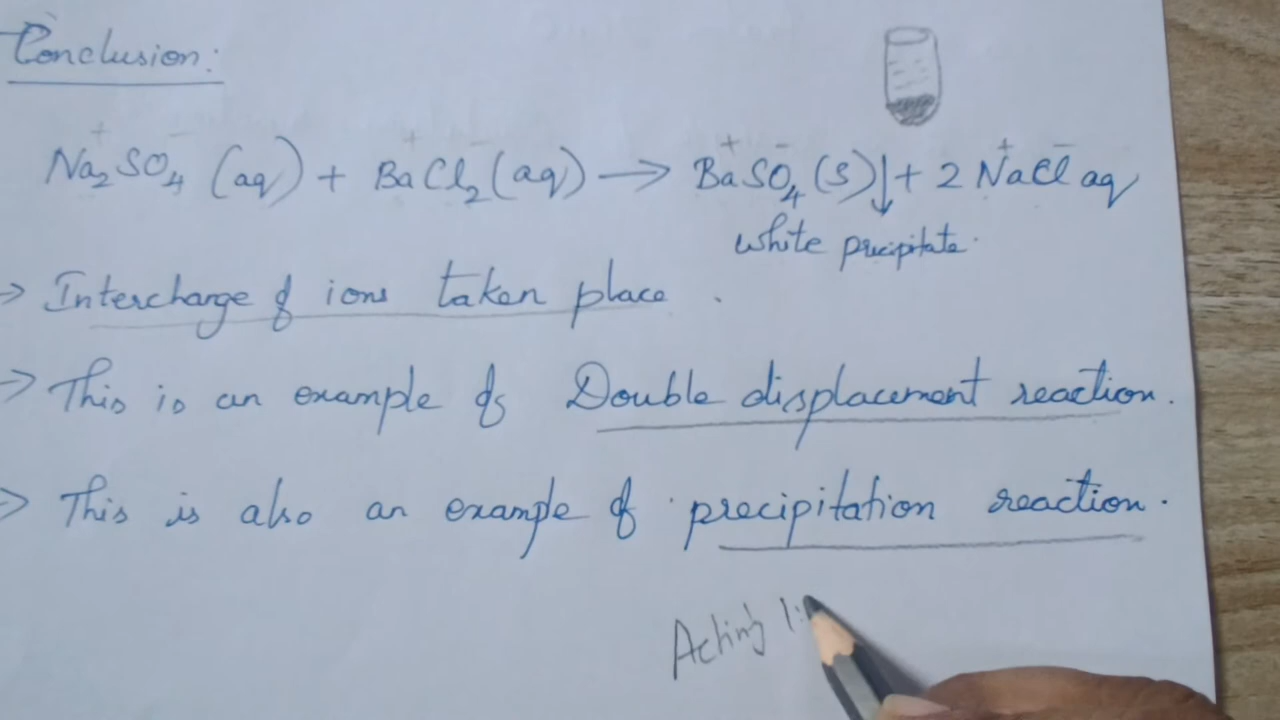 Conclusion:
Na₂SO₄ (aq) + BaCl₂ (aq) → BaSO₄ (s)↓ + 2 NaCl aq
white precipitate.
→ Interchange of ions taken place.
→ This is an example of Double displacement reaction.
→ This is also an example of precipitation reaction.
Acting